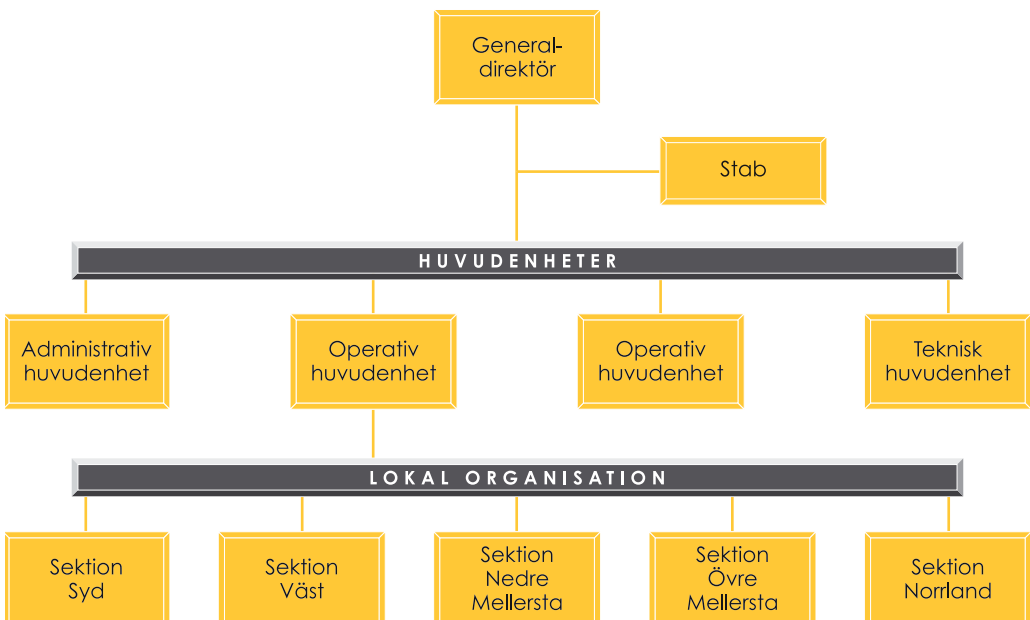 General-
direktör
Stab
HUVUDENHETER
Administrativ
huvudenhet
Operativ
huvudenhet
Operativ
huvudenhet
Teknisk
huvudenhet
LOKAL ORGANISATION
Sektion
Syd
Sektion
Väst
Sektion
Nedre
Mellersta
Sektion
Övre
Mellersta
Sektion
Norrland